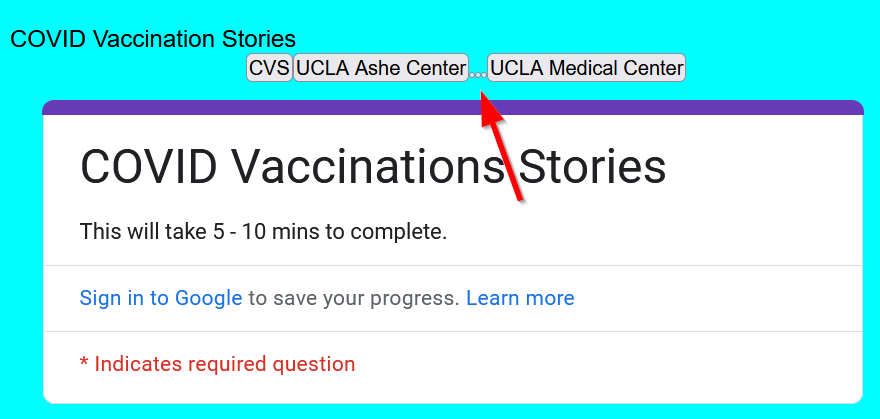 COVID Vaccination Stories
CVS UCLA Ashe Center ... UCLA Medical Center
COVID Vaccinations Stories
This will take 5 - 10 mins to complete.
Sign in to Google to save your progress. Learn more
* Indicates required question